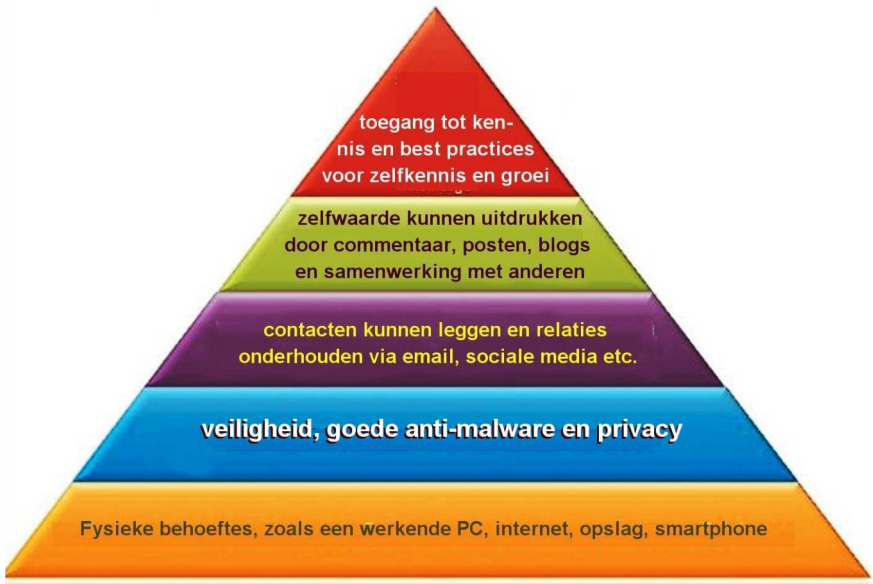 toegang tot ken-
nis en best practices
voor zelfkennis en groei
zelfwaarde kunnen uitdrukken
door commentaar, posten, blogs
en samenwerking met anderen
contacten kunnen leggen en relaties
onderhouden via email, sociale media etc.
veiligheid, goede anti-malware en privacy
Fysieke behoeftes, zoals een werkende PC, internet, opslag, smartphone